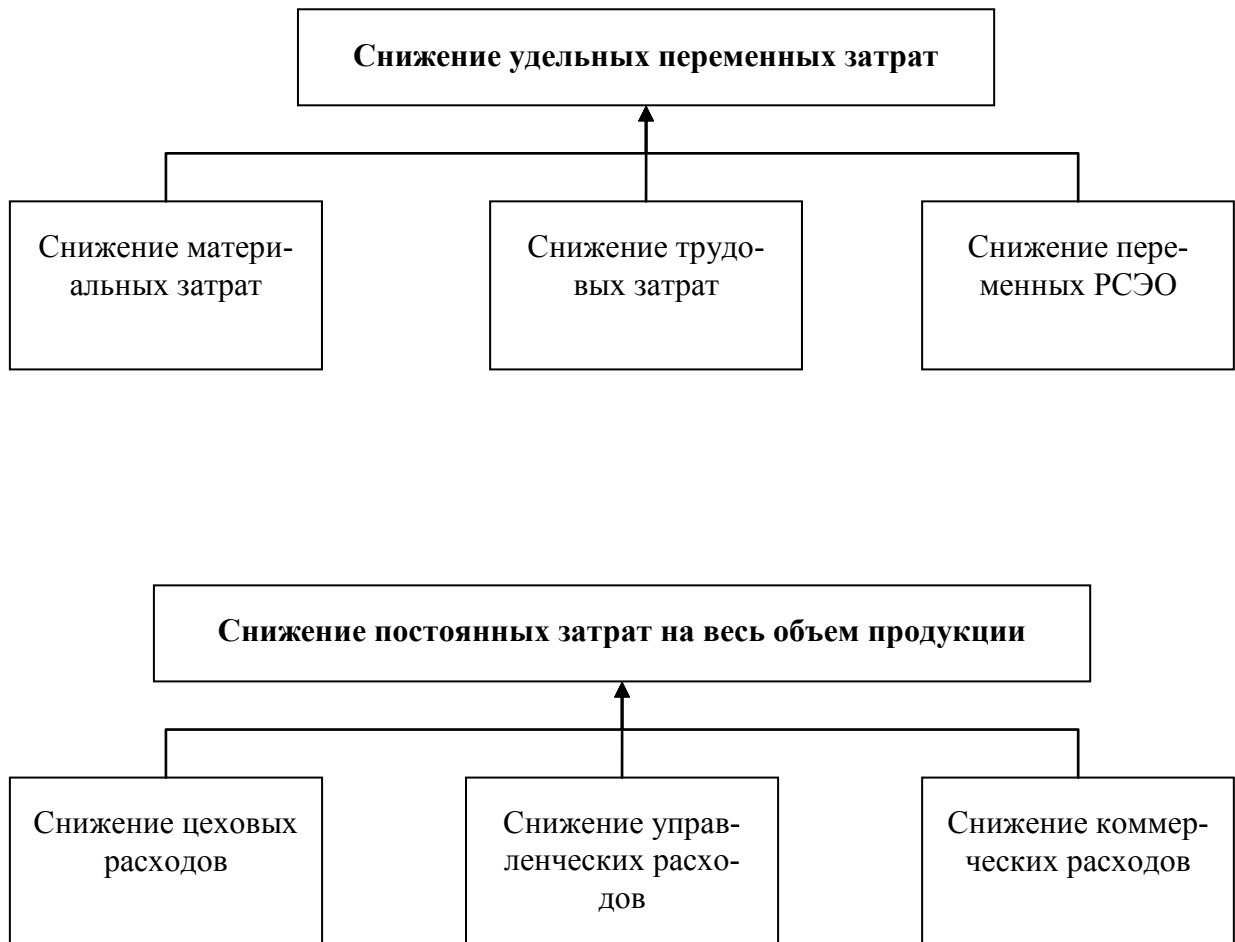 Снижение удельных переменных затрат
Снижение матери-
альных затрат
Снижение трудо-
вых затрат
Снижение пере-
менных РСЭО
Снижение постоянных затрат на весь объем продукции
Снижение цеховых
расходов
Снижение управ-
ленческих расхо-
дов
Снижение коммер-
ческих расходов